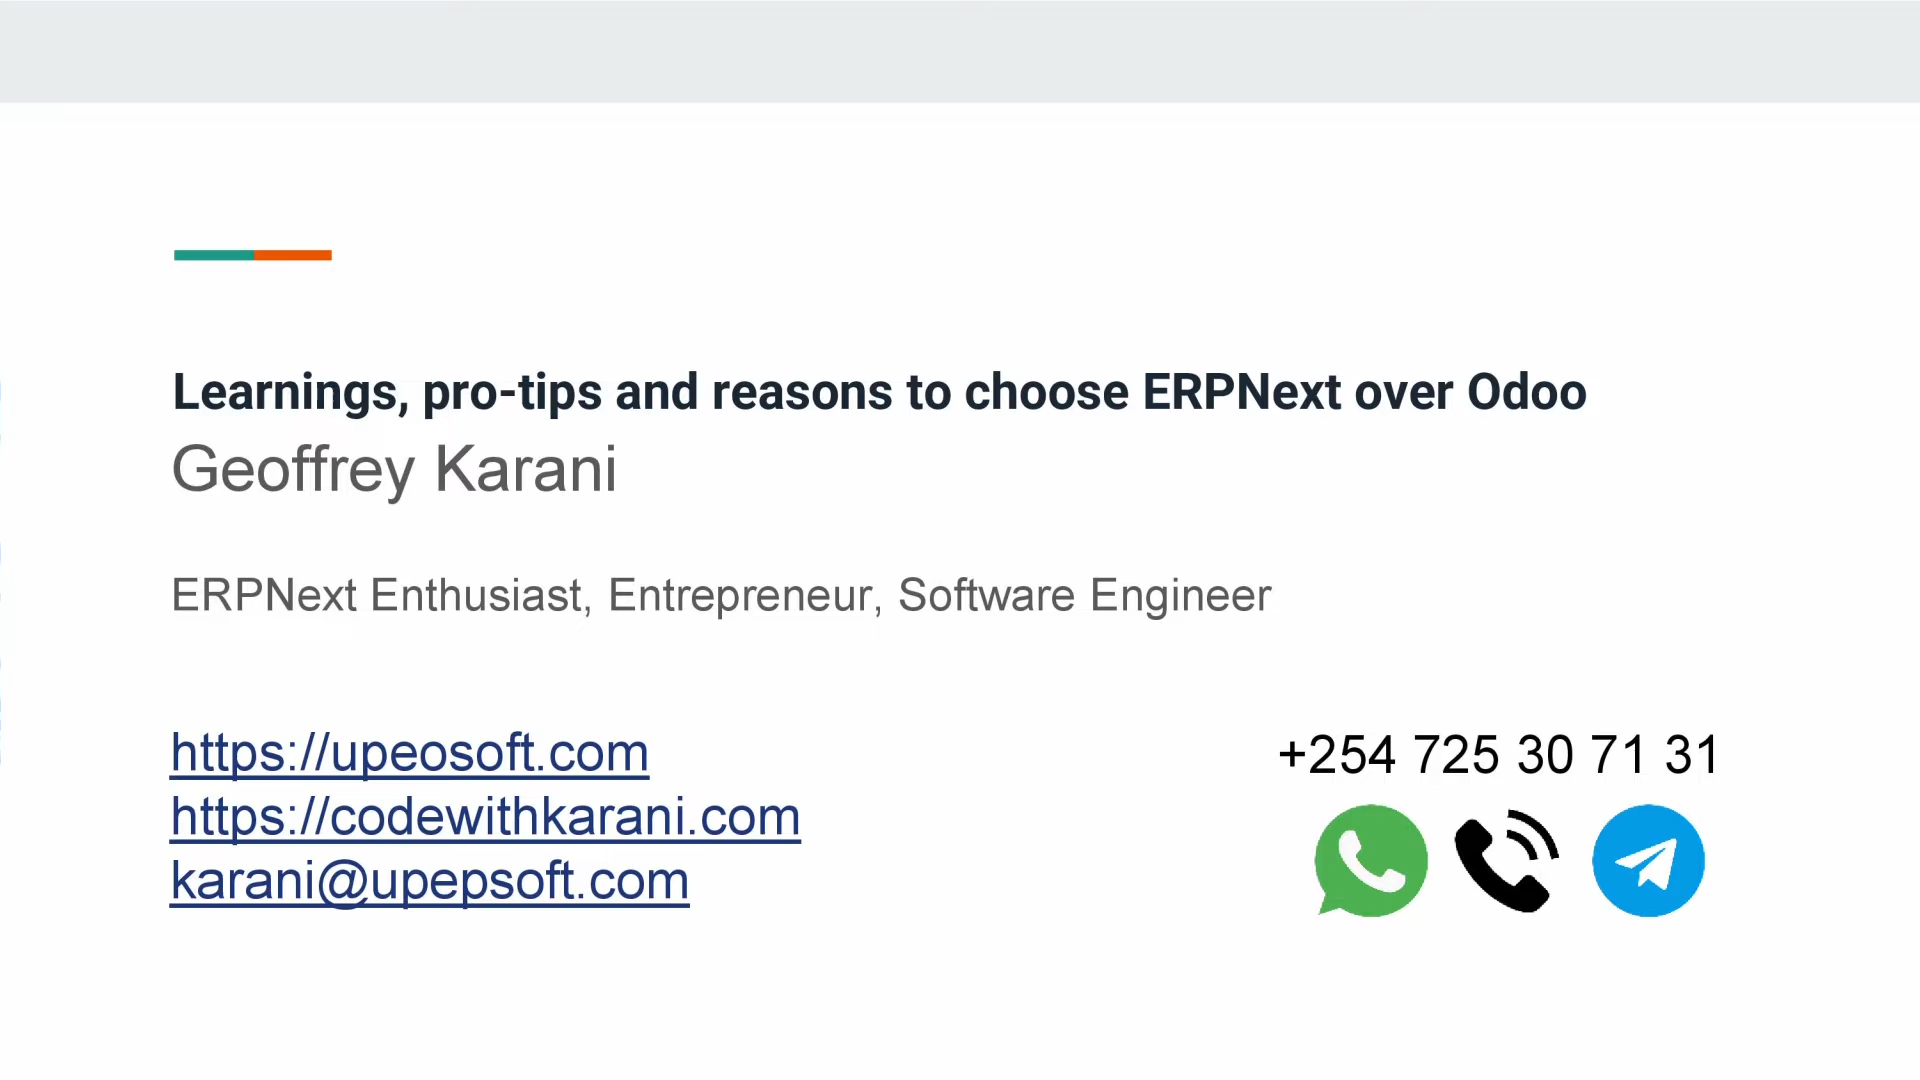 Learnings, pro-tips and reasons to choose ERPNext over Odoo
Geoffrey Karani
ERPNext Enthusiast, Entrepreneur, Software Engineer
https://upeosoft.com
https://codewithkarani.com
karani@upepsoft.com
+254 725 30 71 31